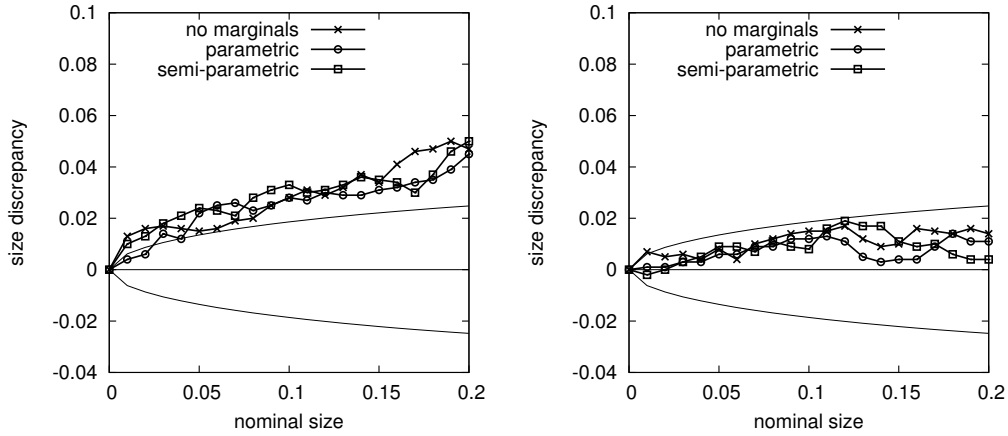 0.1
0.08
0.06
0.04
0.02
0
-0.02
-0.04
size discrepancy
no marginals
parametric
semi-parametric
0 0.05 0.1 0.15 0.2
nominal size
0.1
0.08
0.06
0.04
0.02
0
-0.02
-0.04
size discrepancy
no marginals
parametric
semi-parametric
0 0.05 0.1 0.15 0.2
nominal size